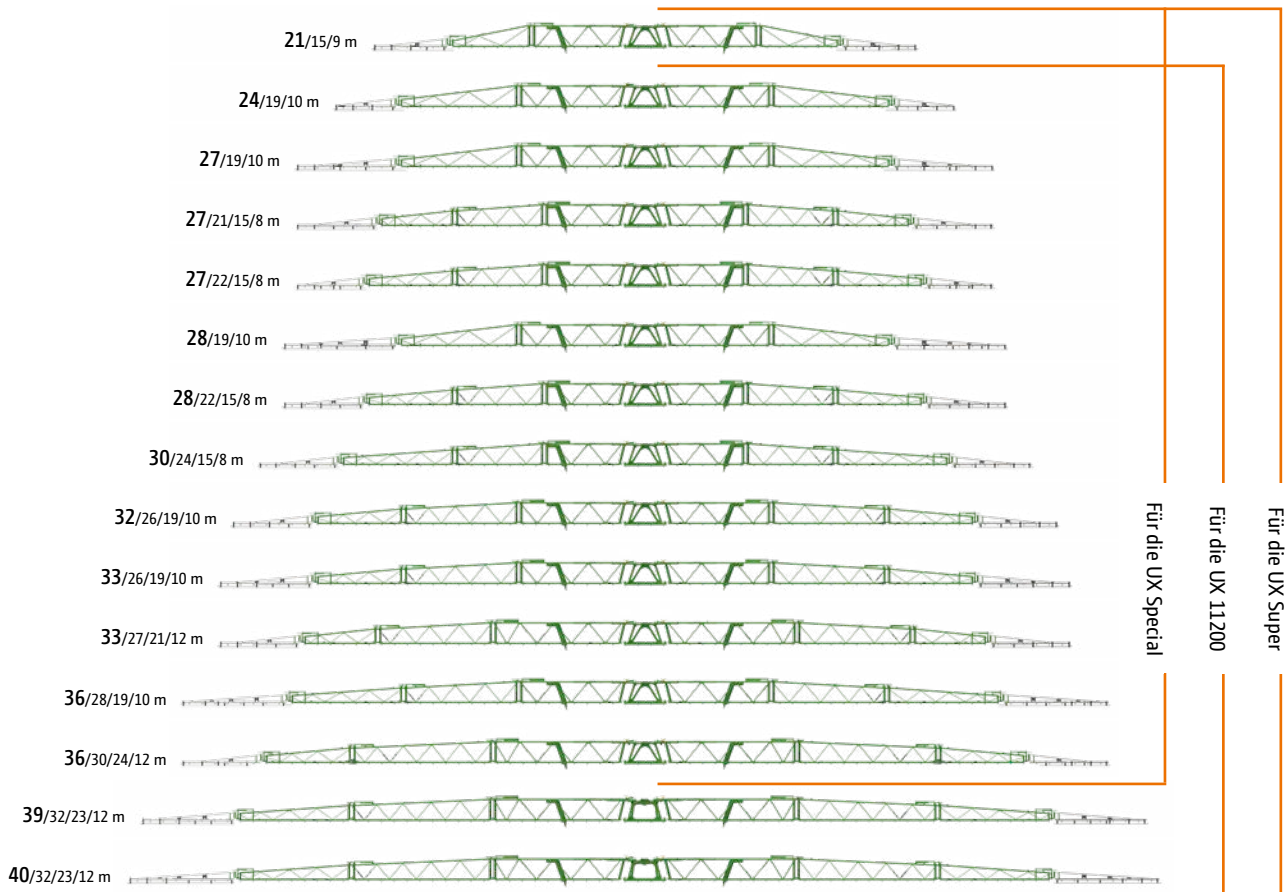 21/15/9 m
24/19/10 m
27/19/10 m
27/21/15/8 m
27/22/15/8 m
28/19/10 m
28/22/15/8 m
30/24/15/8 m
32/26/19/10 m
33/26/19/10 m
33/27/21/12 m
36/28/19/10 m
36/30/24/12 m
39/32/23/12 m
40/32/23/12 m
Für die UX Special
Für die UX 11200
Für die UX Super